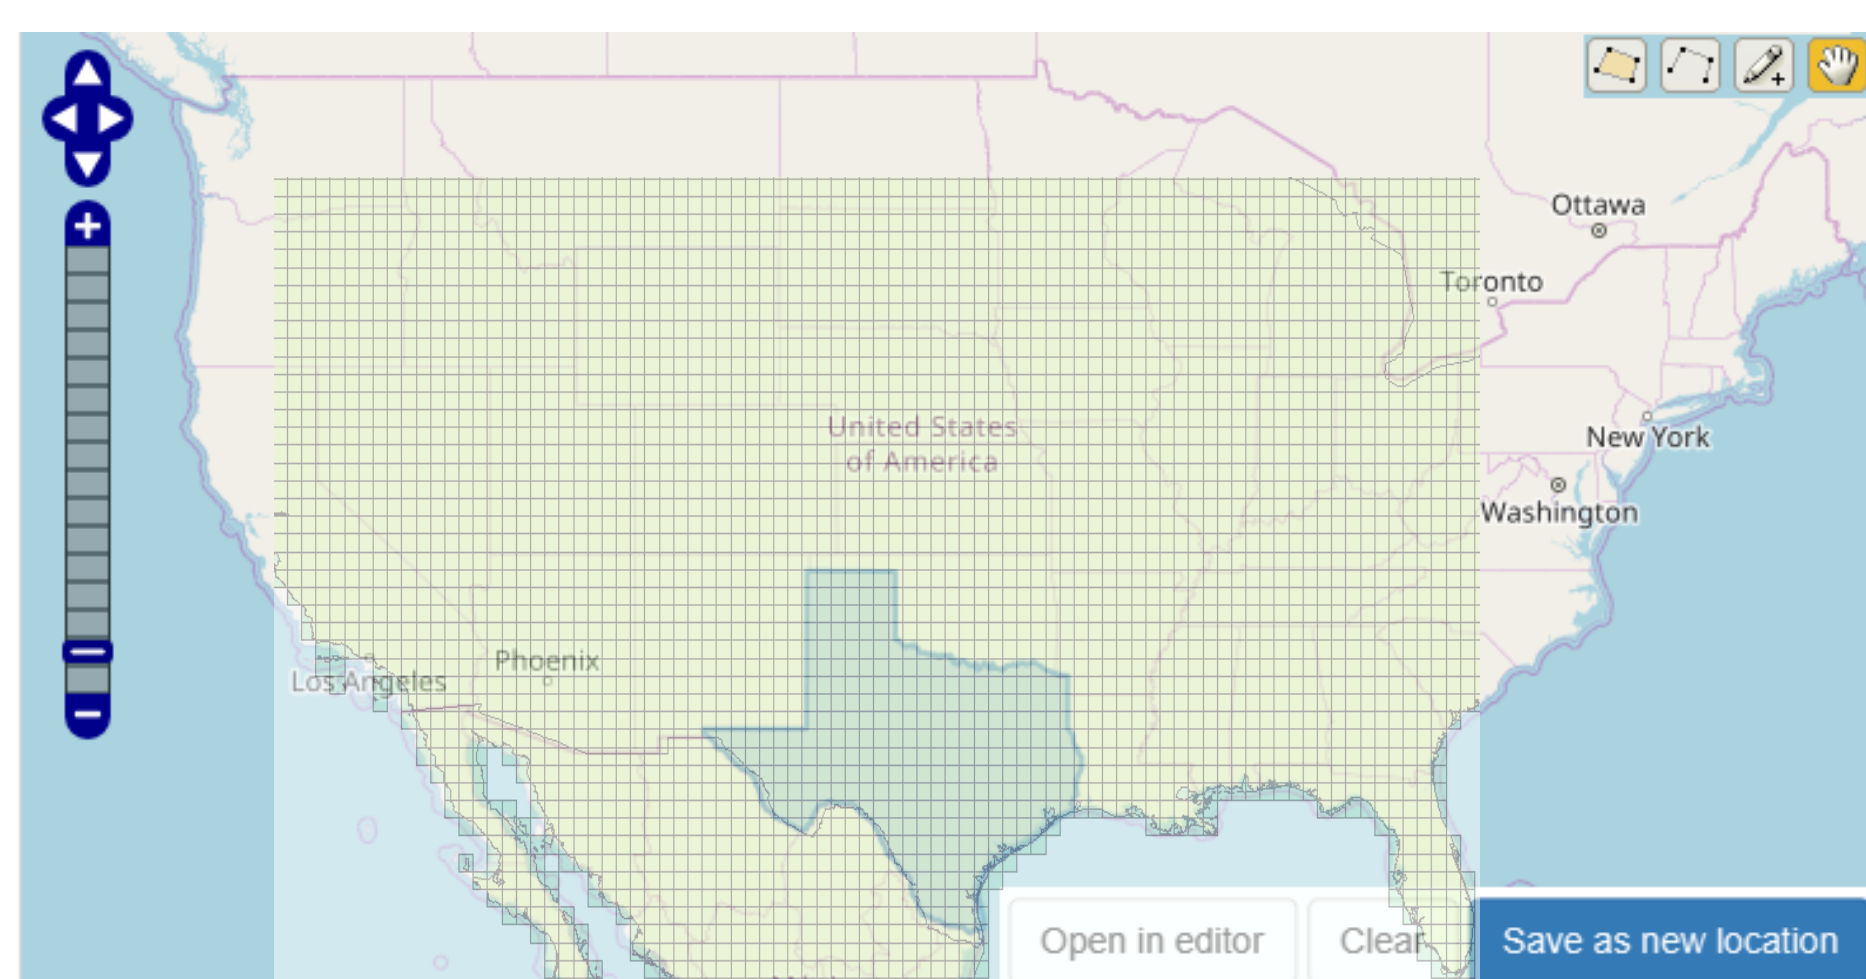 Ottawa
Toronto
United States
of America
New York
Washington
Phoenix
Los Angeles
Open in editor
Clear
Save as new location